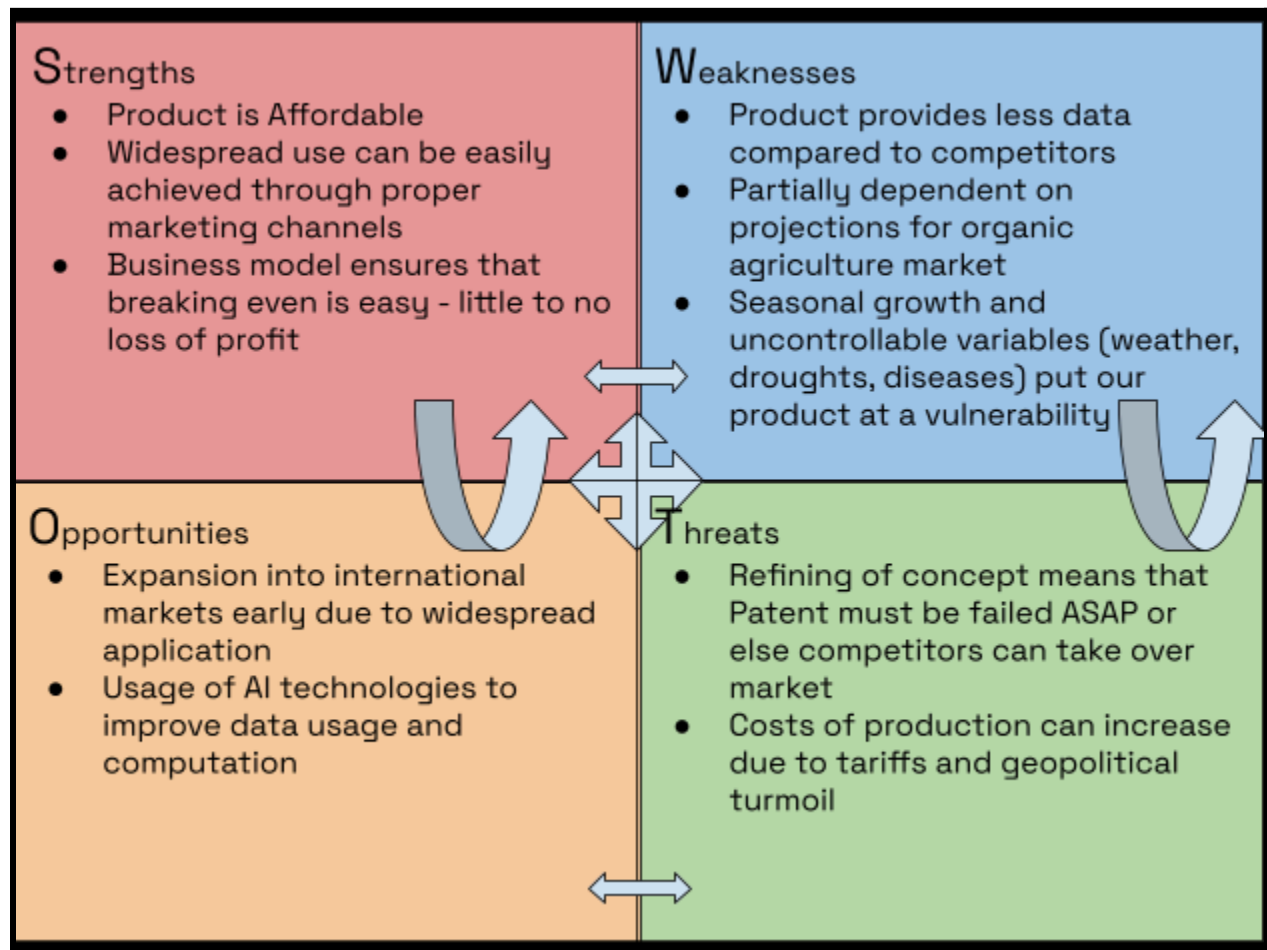 Strengths
● Product is Affordable
● Widespread use can be easily
achieved through proper
marketing channels
● Business model ensures that
breaking even is easy - little to no
loss of profit
Weaknesses
● Product provides less data
compared to competitors
● Partially dependent on
projections for organic
agriculture market
● Seasonal growth and
uncontrollable variables (weather,
droughts, diseases) put our
product at a vulnerability
Opportunities
● Expansion into international
markets early due to widespread
application
● Usage of AI technologies to
improve data usage and
computation
Threats
● Refining of concept means that
Patent must be failed ASAP or
else competitors can take over
market
● Costs of production can increase
due to tariffs and geopolitical
turmoil